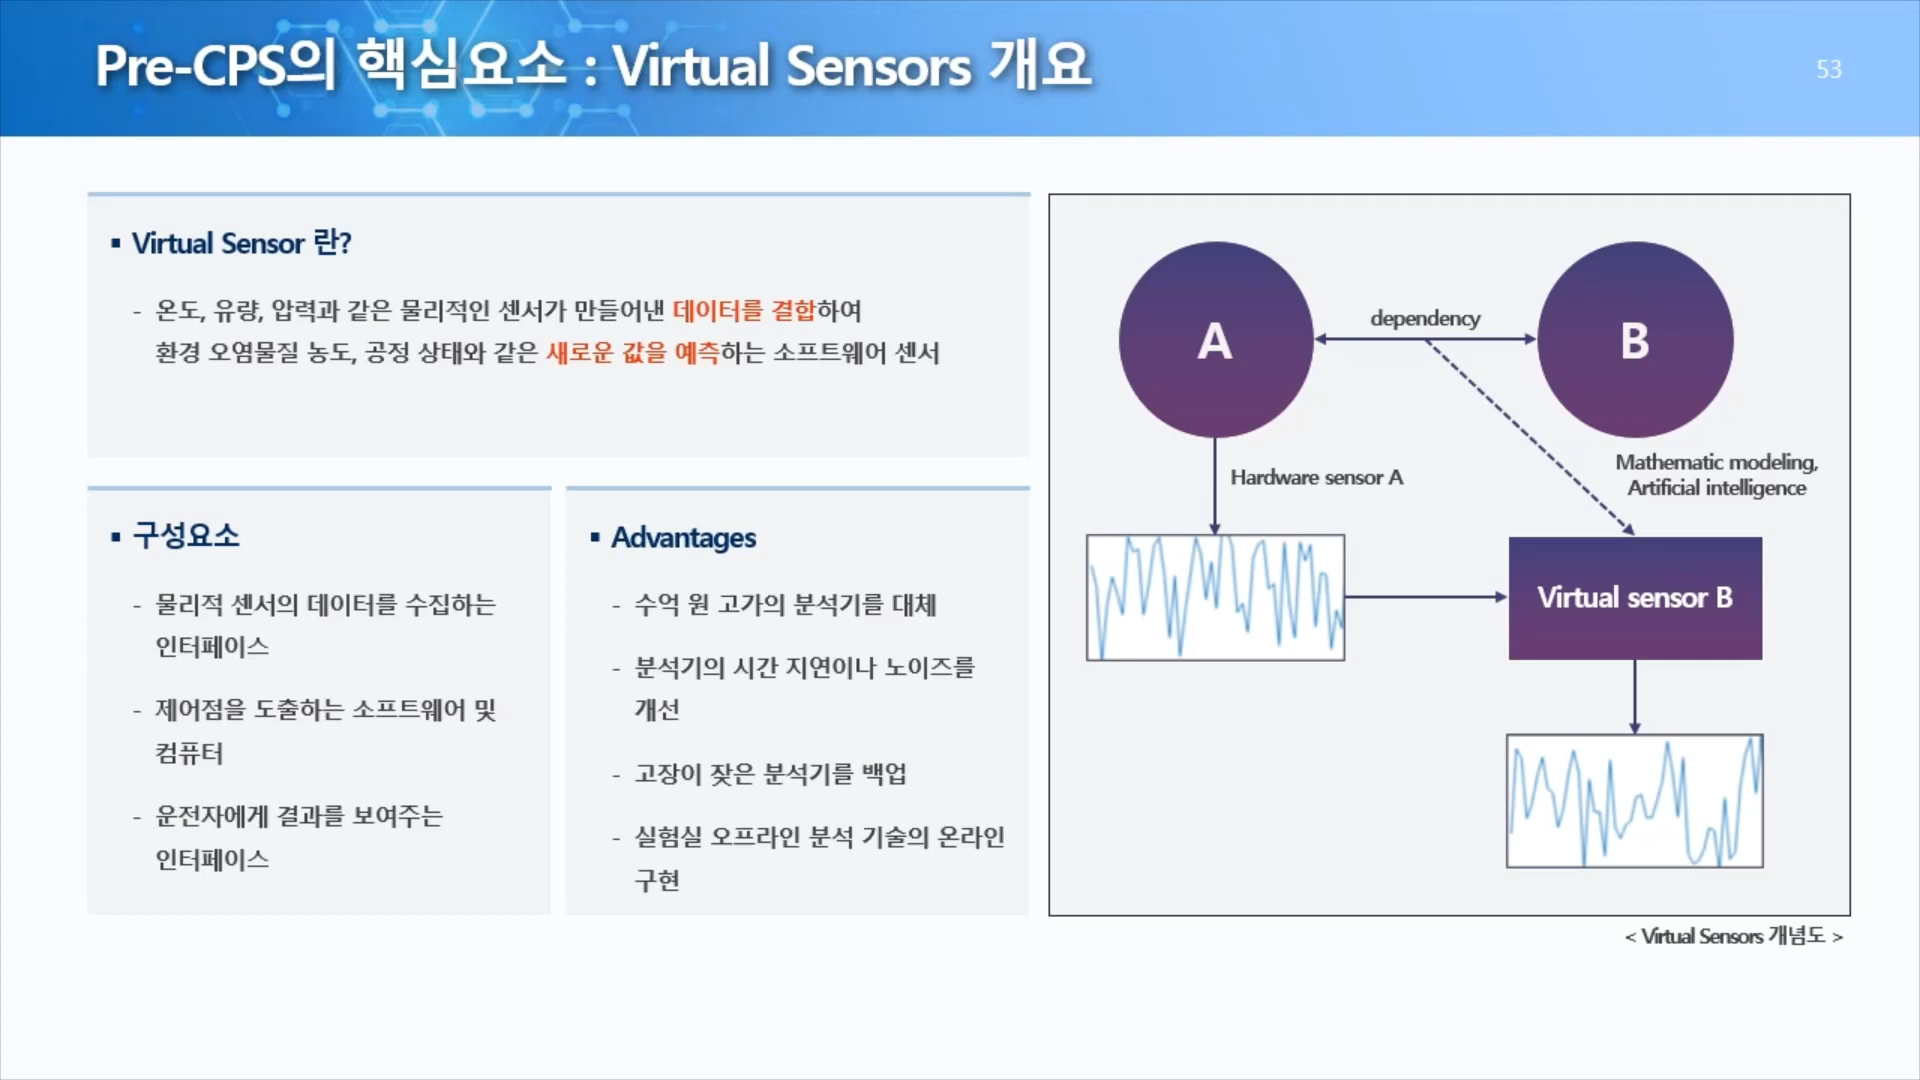 Pre-CPS의 핵심요소 : Virtual Sensors 개요
53
▪ Virtual Sensor 란?
- 온도, 유량, 압력과 같은 물리적인 센서가 만들어낸 데이터를 결합하여
환경 오염물질 농도, 공정 상태와 같은 새로운 값을 예측하는 소프트웨어 센서
▪ 구성요소
- 물리적 센서의 데이터를 수집하는
인터페이스
- 제어점을 도출하는 소프트웨어 및
컴퓨터
- 운전자에게 결과를 보여주는
인터페이스
▪ Advantages
- 수억 원 고가의 분석기를 대체
- 분석기의 시간 지연이나 노이즈를
개선
- 고장이 잦은 분석기를 백업
- 실험실 오프라인 분석 기술의 온라인
구현
A
dependency
B
Hardware sensor A
Mathematic modeling,
Artificial intelligence
Virtual sensor B
< Virtual Sensors 개념도 >